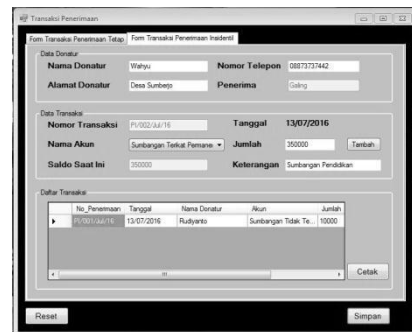 Transaksi Penerimaan
Form Transaksi Penerimaan Tetap Form Transaksi Penerimaan Insidentil
Data Donatur
Nama Donatur Wahyu Nomor Telepon 08873737442
Alamat Donatur Desa Sumberjo Penerima Galing
Data Transaksi
Nomor Transaksi PI/002/Jul/16 Tanggal 13/07/2016
Nama Akun Sumbangan Terikat Permane Jumlah 350000 Tambah
Saldo Saat Ini 350000 Keterangan Sumbangan Pendidikan
Daftar Transaksi
No_Penerimaan Tanggal Nama Donatur Akun Jumlah
PI/001/Jul/16 13/07/2016 Rudyanto Sumbangan Tidak Te... 10000
Cetak
Reset Simpan